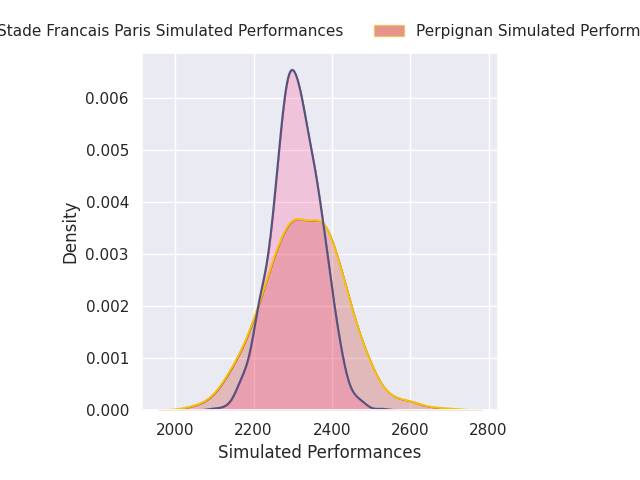 Stade Francais Paris Simulated Performances
Perpignan Simulated Perform
0.006
0.005
0.004
0.003
0.002
0.001
0.000
Density
2000 2200 2400 2600 2800
Simulated Performances